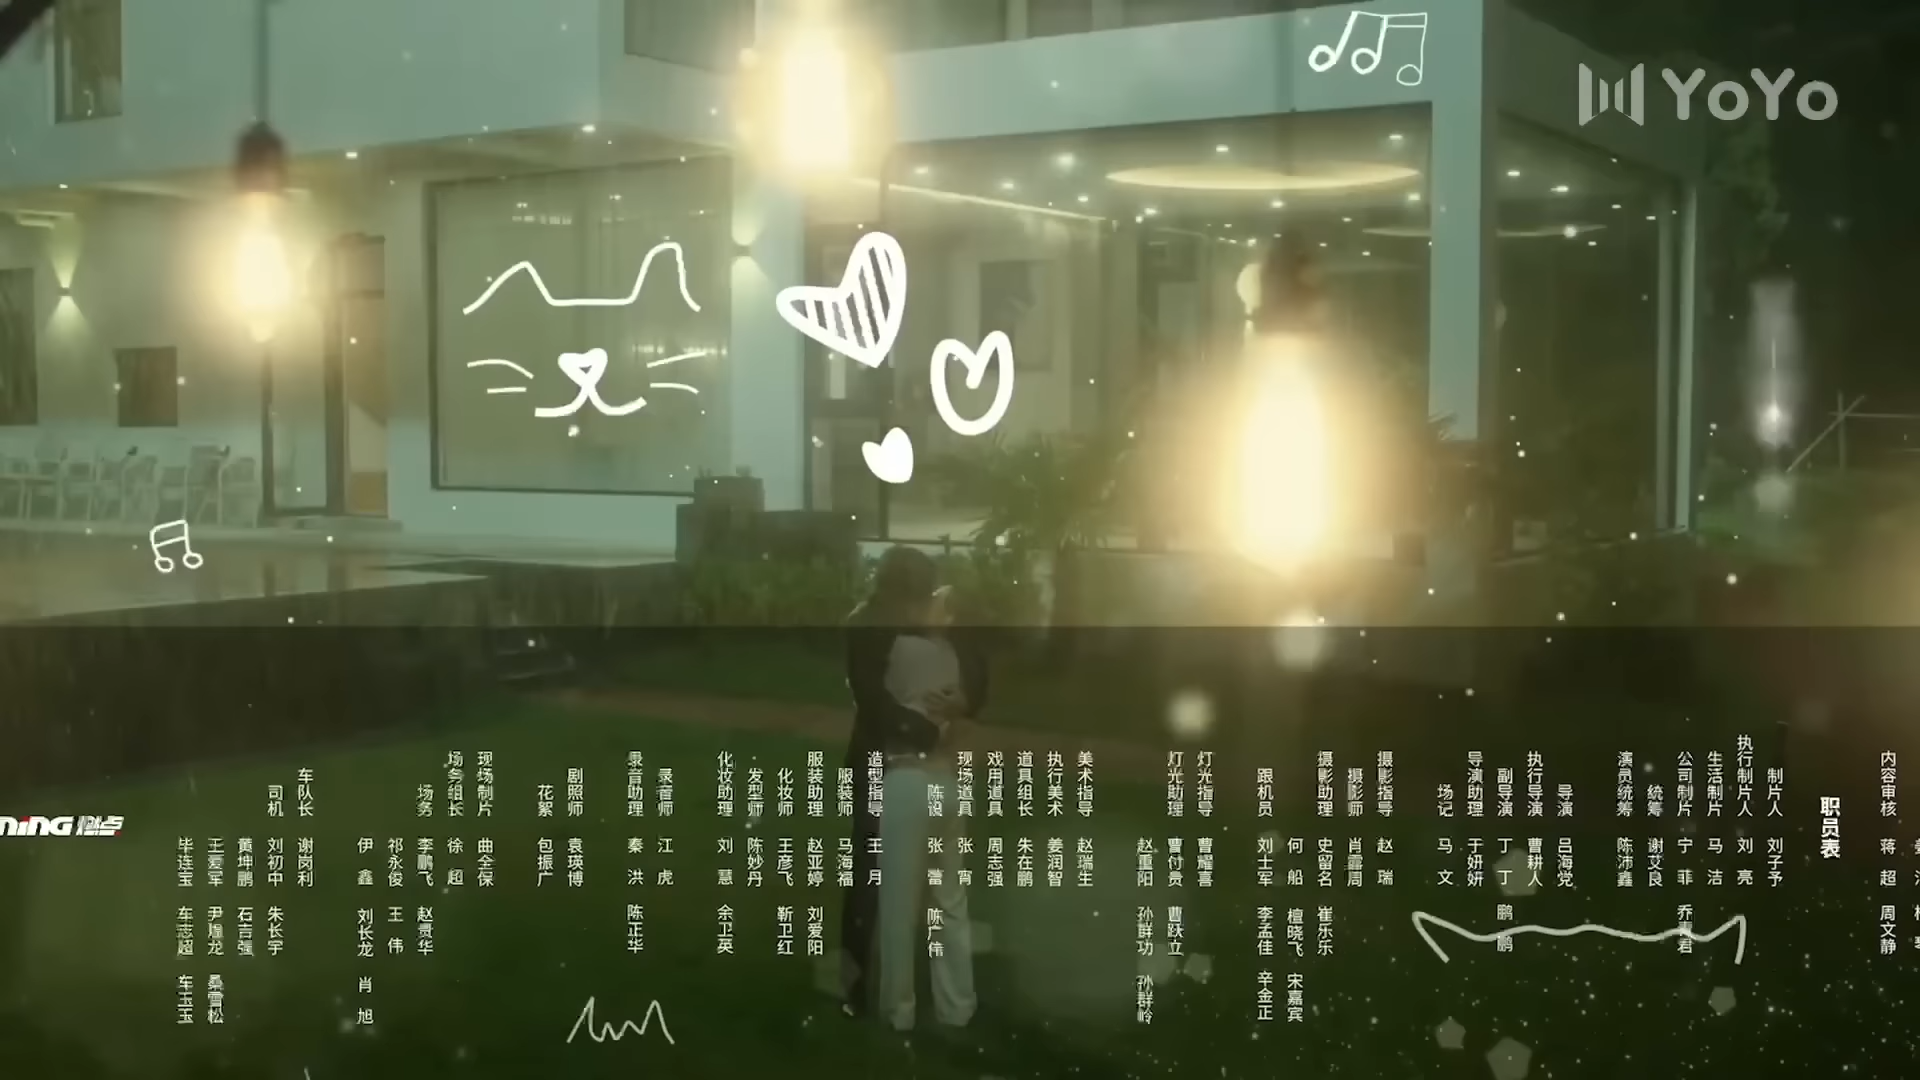 YoYo
内容审核 蒋超 周文静
职员表
制片人 刘子予
执行制片人 刘亮
生活制片 马洁
公司制片 宁菲 乔青君
统筹 谢艾良
演员统筹 陈沛鑫
导演 吕海党
执行导演 曹耕人
副导演 丁丁 鹏鹏
导演助理 于妍妍
场记 马文
摄影指导 赵瑞
摄影师 肖雷周
摄影助理 史留名 崔乐乐
何船 檀晓飞 宋嘉宾
跟机员 刘士军 李孟佳 辛金正
灯光指导 曹耀喜
灯光助理 曹付贵 曹跃立
赵重阳 孙群功 孙群岭
美术指导 赵瑞生
执行美术 姜润智
道具组长 朱在鹏
戏用道具 周志强
现场道具 张宵
陈设 张蕾 陈广伟
造型指导 王月
服装师 马海福
服装助理 赵亚婷 刘爱阳
化妆师 王彦飞 靳卫红
发型师 陈妙丹
化妆助理 刘慧 余卫英
录音师 江虎
录音助理 秦洪 陈正华
剧照师 袁瑛博
花絮 包振广
现场制片 曲全保
场务组长 徐超
场务 李鹏飞 赵贵华
祁永俊 王伟
伊鑫 刘长龙 肖旭
车队长 谢岗利
司机 刘初中 朱长宇
黄坤鹏 石吉强
王爱军 尹煌龙 桑雪松
毕连宝 车志超 车玉玉
ning 燃点